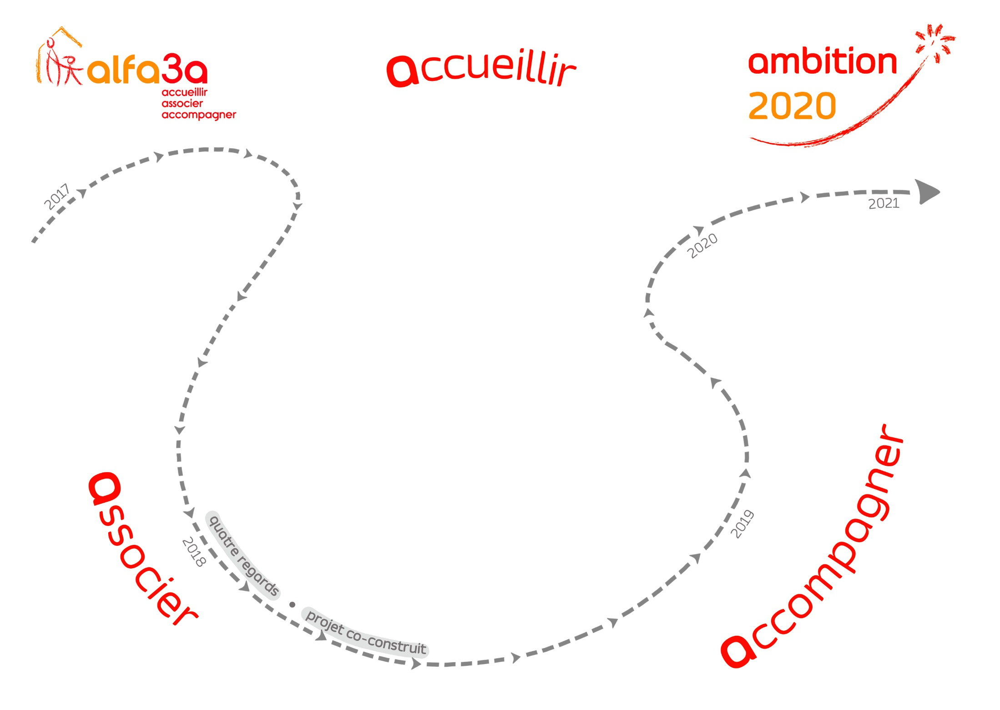 alfa3a
accueillir
associer
accompagner
accueillir
ambition
2020
2017
2021
2020
associer
accompagner
2019
2018
quatre regards
•
projet co-construit